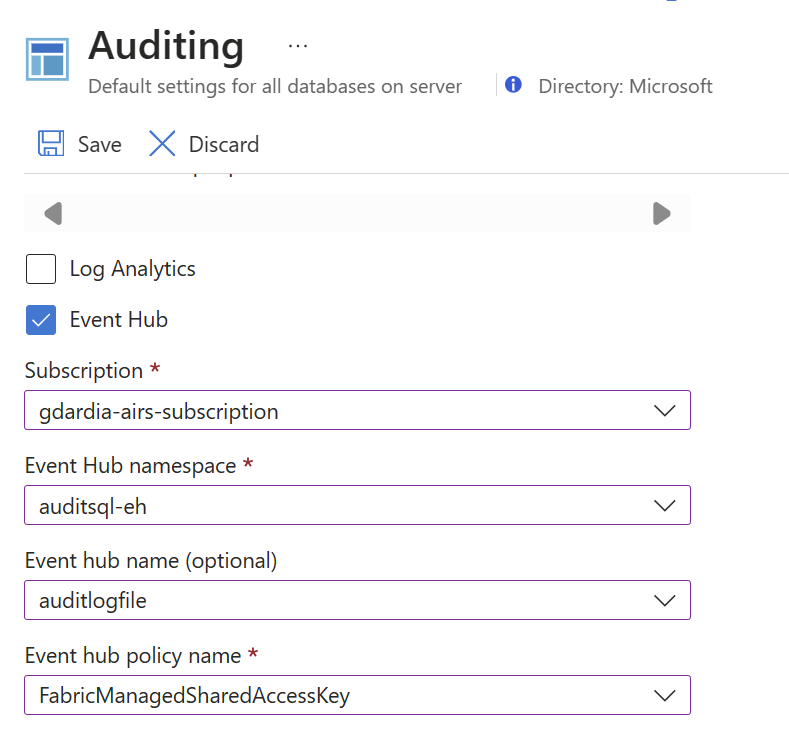 Auditing ...
Default settings for all databases on server
Directory: Microsoft
Save
Discard
Log Analytics
Event Hub
Subscription *
gdardia-airs-subscription
Event Hub namespace *
auditsql-eh
Event hub name (optional)
auditlogfile
Event hub policy name *
FabricManagedSharedAccessKey